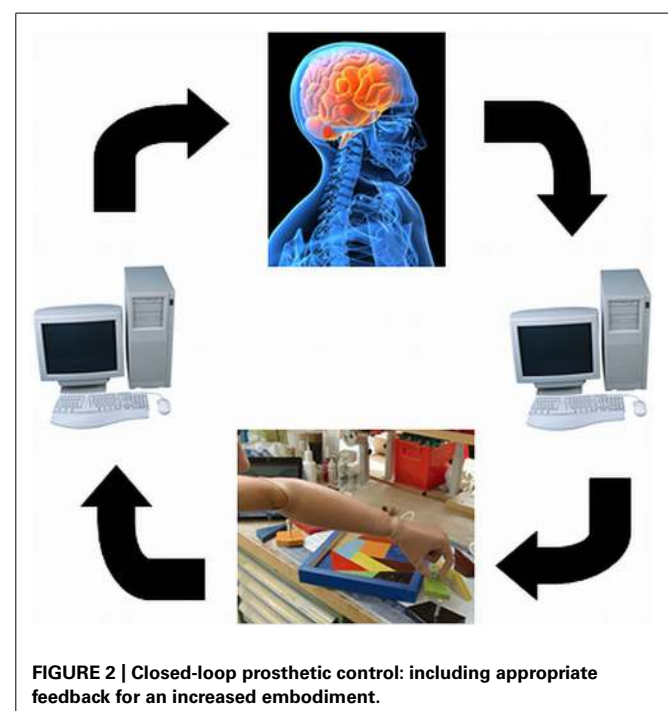 FIGURE 2 | Closed-loop prosthetic control: including appropriate
feedback for an increased embodiment.